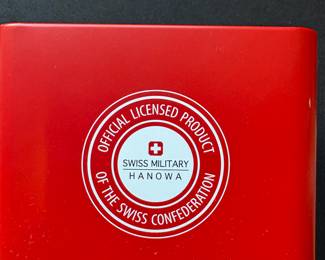 OFFICIAL LICENSED PRODUCT
SWISS MILITARY
HANOWA
OF THE SWISS CONFEDERATION